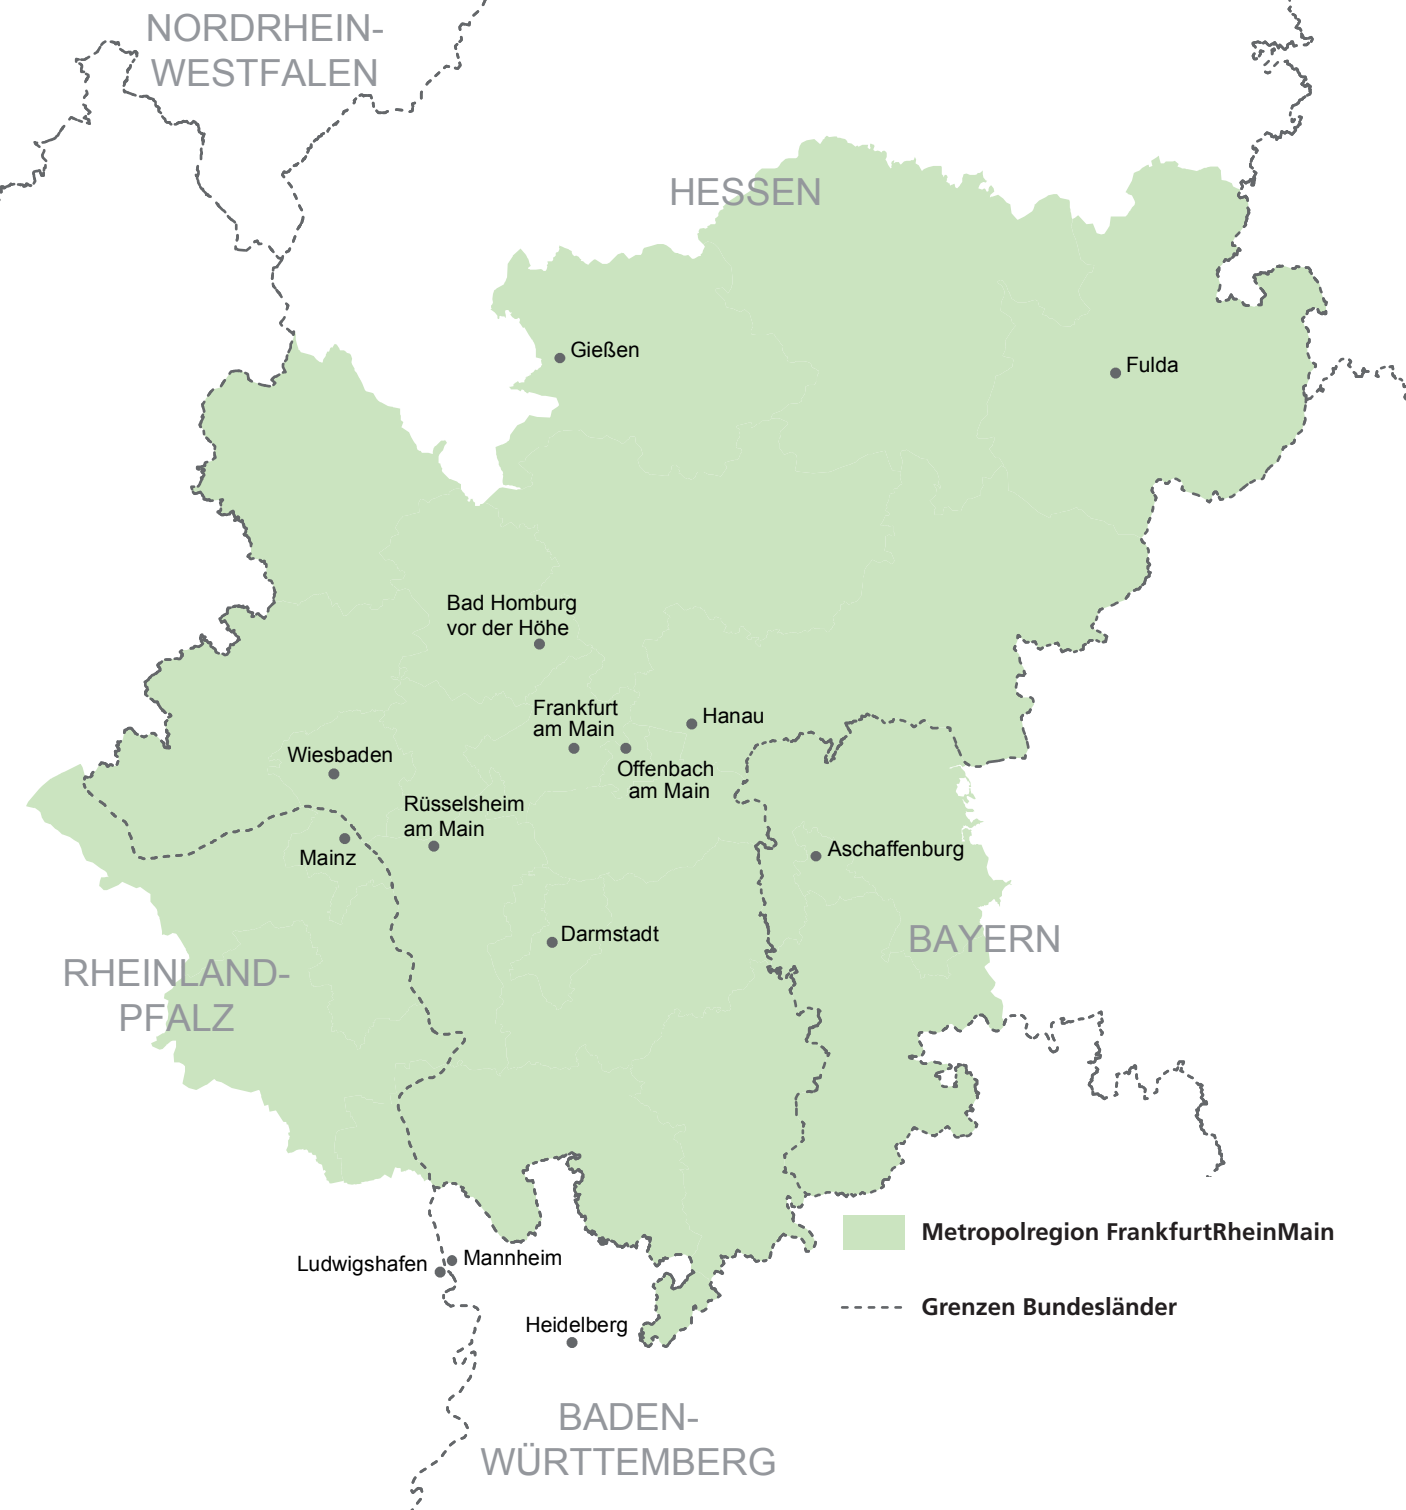 NORDRHEIN-
WESTFALEN
HESSEN
Gießen
Fulda
Bad Homburg
vor der Höhe
Frankfurt
am Main
Hanau
Wiesbaden
Offenbach
am Main
Rüsselsheim
am Main
Mainz
Aschaffenburg
Darmstadt
BAYERN
RHEINLAND-
PFALZ
Metropolregion FrankfurtRheinMain
Ludwigshafen
Mannheim
Grenzen Bundesländer
Heidelberg
BADEN-
WÜRTTEMBERG